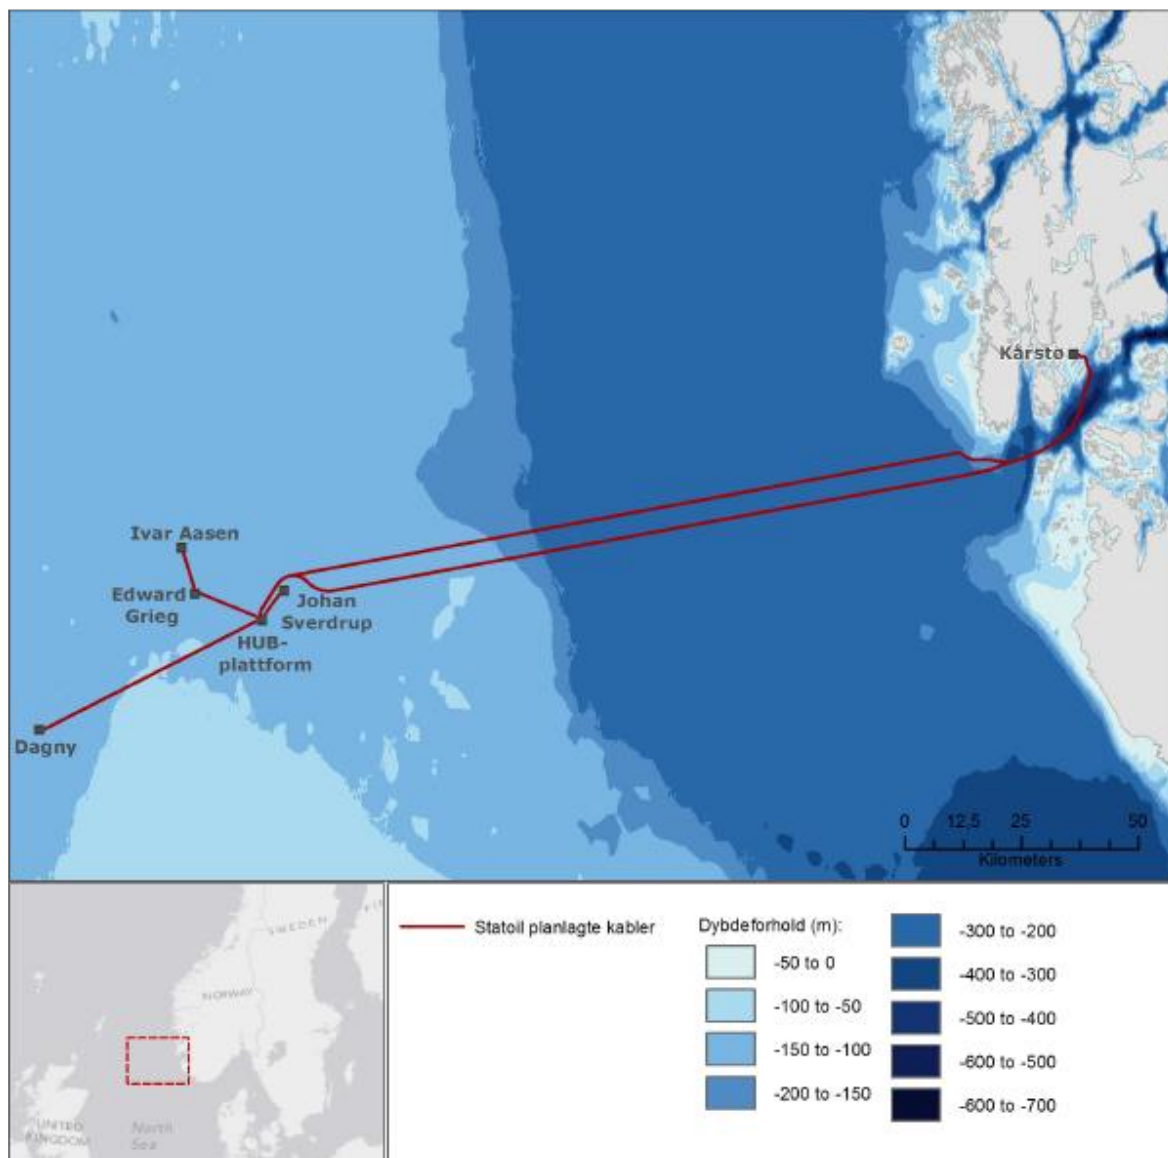 Kårstø
Ivar Aasen
Edward
Grieg
Johan
Sverdrup
HUB-
plattform
Dagny
0 12,5 25 50
Kilometers
NORWAY
SWEDEN
UNITED
KINGDOM
North
Sea
Statoil planlagte kabler
Dybdeforhold (m):
-50 to 0
-100 to -50
-150 to -100
-200 to -150
-300 to -200
-400 to -300
-500 to -400
-600 to -500
-600 to -700